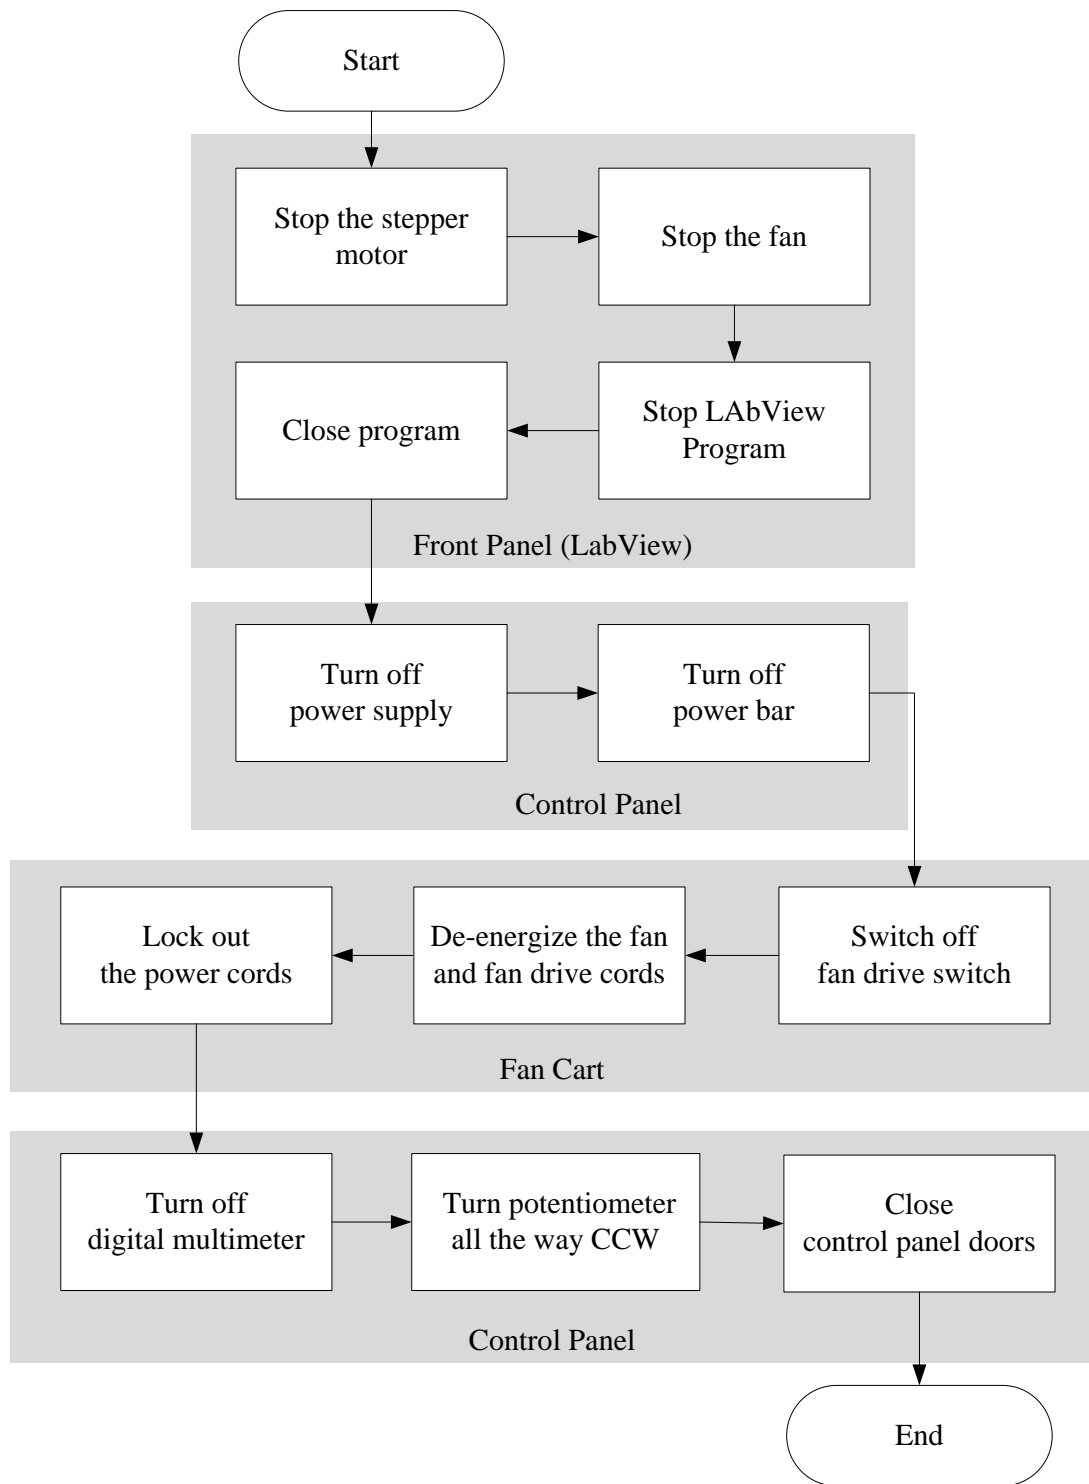 Start
Stop the stepper
motor
Stop the fan
Stop LAbView
Program
Close program
Front Panel (LabView)
Turn off
power supply
Turn off
power bar
Control Panel
Switch off
fan drive switch
De-energize the fan
and fan drive cords
Lock out
the power cords
Fan Cart
Turn off
digital multimeter
Turn potentiometer
all the way CCW
Close
control panel doors
Control Panel
End